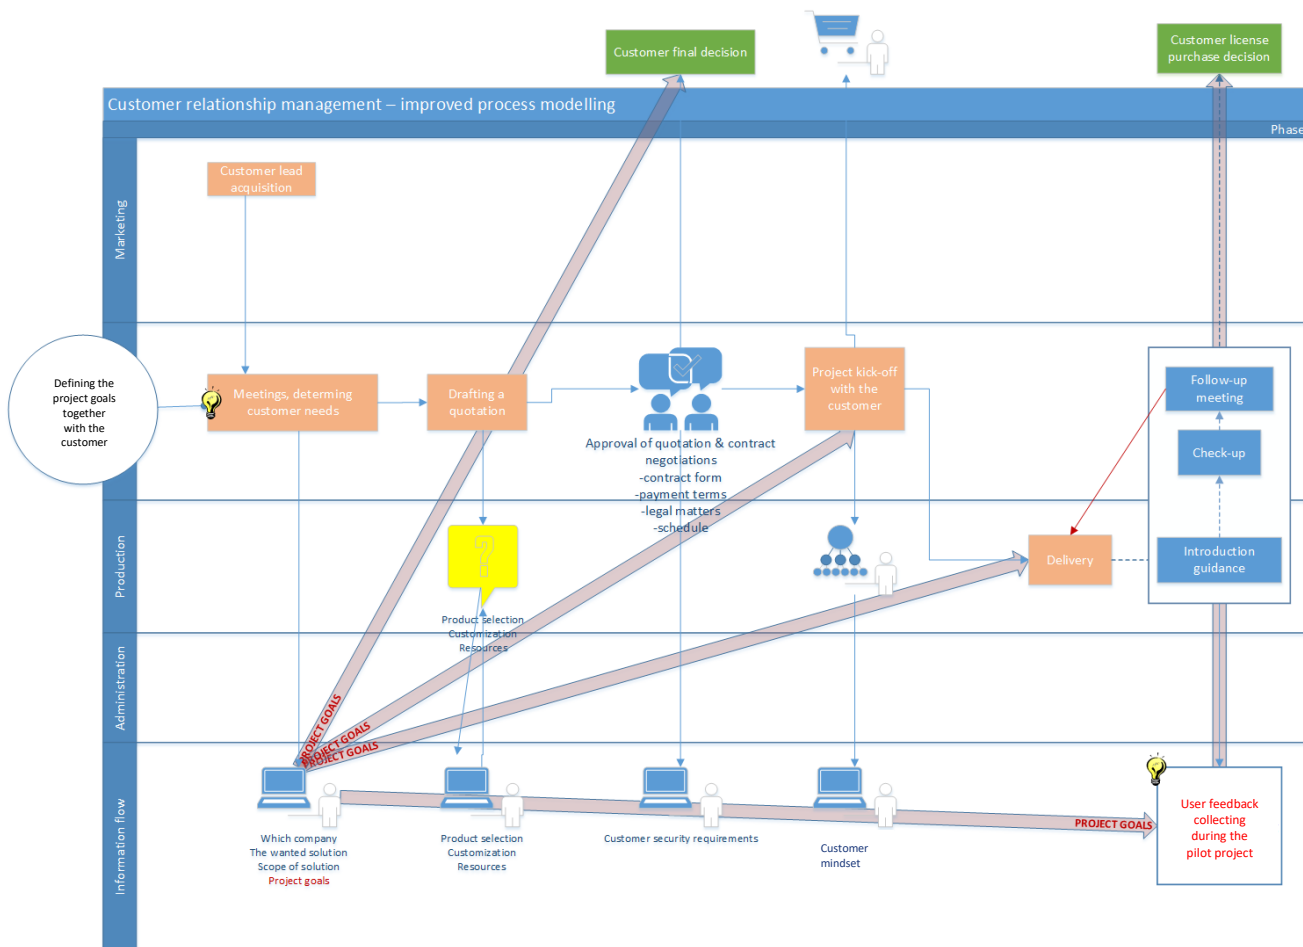 Customer final decision
Customer license
purchase decision
Customer relationship management – improved process modelling
Phase
Marketing
Customer lead
acquisition
Defining the
project goals
together
with the
customer
Meetings, determing
customer needs
Drafting a
quotation
Approval of quotation & contract
negotiations
-contract form
-payment terms
-legal matters
-schedule
Project kick-off
with the
customer
Follow-up
meeting
Check-up
Production
?
Product selection
Customization
Resources
Delivery
Introduction
guidance
Administration
PROJECT GOALS
PROJECT GOALS
PROJECT GOALS
Information flow
Which company
The wanted solution
Scope of solution
Project goals
Product selection
Customization
Resources
Customer security requirements
Customer
mindset
PROJECT GOALS
User feedback
collecting
during the
pilot project